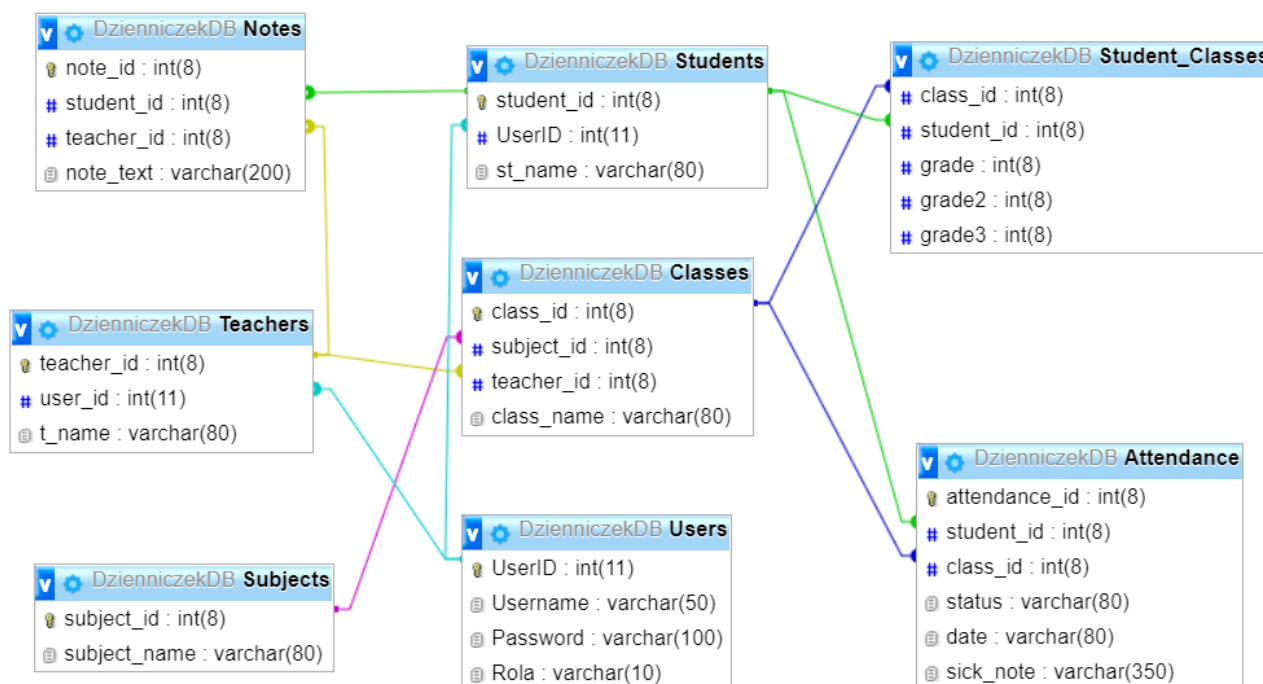 DzienniczekDB Notes
note_id : int(8)
student_id : int(8)
teacher_id : int(8)
note_text : varchar(200)
DzienniczekDB Students
student_id : int(8)
UserID : int(11)
st_name : varchar(80)
DzienniczekDB Student_Classes
class_id : int(8)
student_id : int(8)
grade : int(8)
grade2 : int(8)
grade3 : int(8)
DzienniczekDB Teachers
teacher_id : int(8)
user_id : int(11)
t_name : varchar(80)
DzienniczekDB Classes
class_id : int(8)
subject_id : int(8)
teacher_id : int(8)
class_name : varchar(80)
DzienniczekDB Subjects
subject_id : int(8)
subject_name : varchar(80)
DzienniczekDB Users
UserID : int(11)
Username : varchar(50)
Password : varchar(100)
Rola : varchar(10)
DzienniczekDB Attendance
attendance_id : int(8)
student_id : int(8)
class_id : int(8)
status : varchar(80)
date : varchar(80)
sick_note : varchar(350)